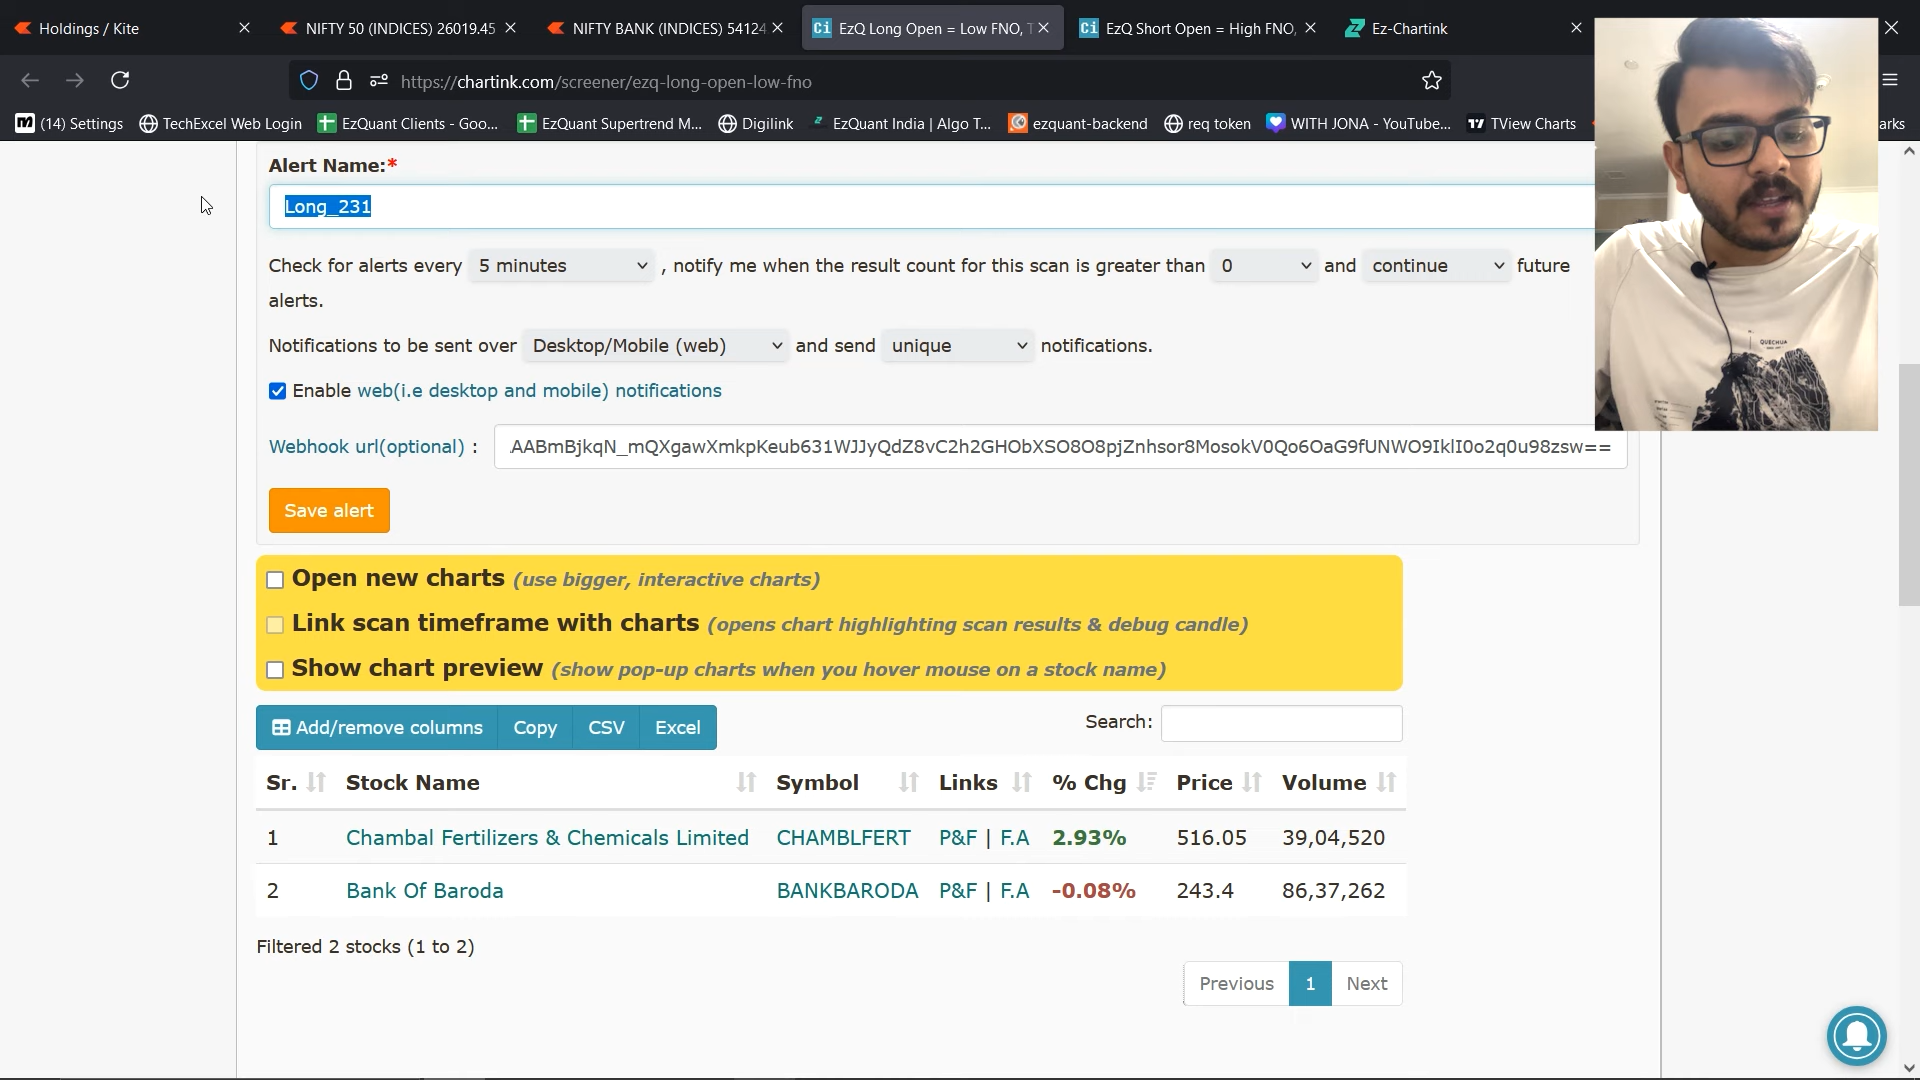 Holdings / Kite
NIFTY 50 (INDICES) 26019.45
NIFTY BANK (INDICES) 54124
Ci EzQ Long Open = Low FNO, T
Ci EzQ Short Open = High FNO,
Ez-Chartink
https://chartink.com/screener/ezq-long-open-low-fno
(14) Settings
TechExcel Web Login
EzQuant Clients - Goo...
EzQuant Supertrend M...
Digilink
EzQuant India | Algo T...
ezquant-backend
req token
WITH JONA - YouTube...
TView Charts
arks
Alert Name:*
Long_231
Check for alerts every 5 minutes , notify me when the result count for this scan is greater than 0 and continue future
alerts.
Notifications to be sent over Desktop/Mobile (web) and send unique notifications.
Enable web(i.e desktop and mobile) notifications
Webhook url(optional) : AABmBjkqN_mQXgawXmkpKeub631WJJyQdZ8vC2h2GHObXSO8O8pjZnhsor8MosokV0Qo6OaG9fUNWO9IklI0o2q0u98zsw==
Save alert
Open new charts (use bigger, interactive charts)
Link scan timeframe with charts (opens chart highlighting scan results & debug candle)
Show chart preview (show pop-up charts when you hover mouse on a stock name)
Add/remove columns Copy CSV Excel Search:
Sr. Stock Name Symbol Links % Chg Price Volume
1 Chambal Fertilizers & Chemicals Limited CHAMBLFERT P&F | F.A 2.93% 516.05 39,04,520
2 Bank Of Baroda BANKBARODA P&F | F.A -0.08% 243.4 86,37,262
Filtered 2 stocks (1 to 2)
Previous 1 Next
QUECHUA